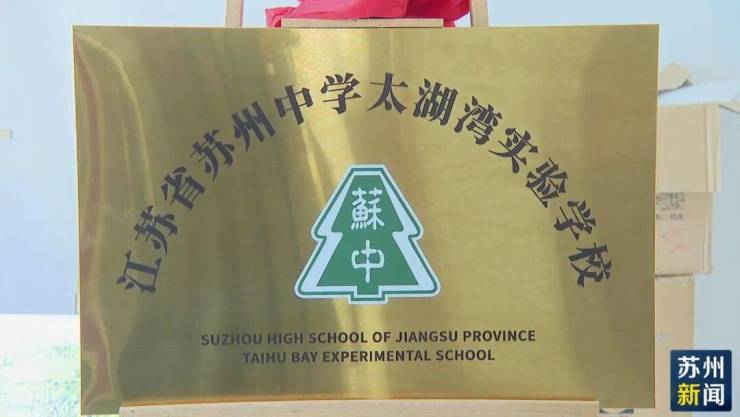 江苏省苏州中学太湖湾实验学校
蘇
中
SUZHOU HIGH SCHOOL OF JIANGSU PROVINCE
TAIHU BAY EXPERIMENTAL SCHOOL
苏州
新闻